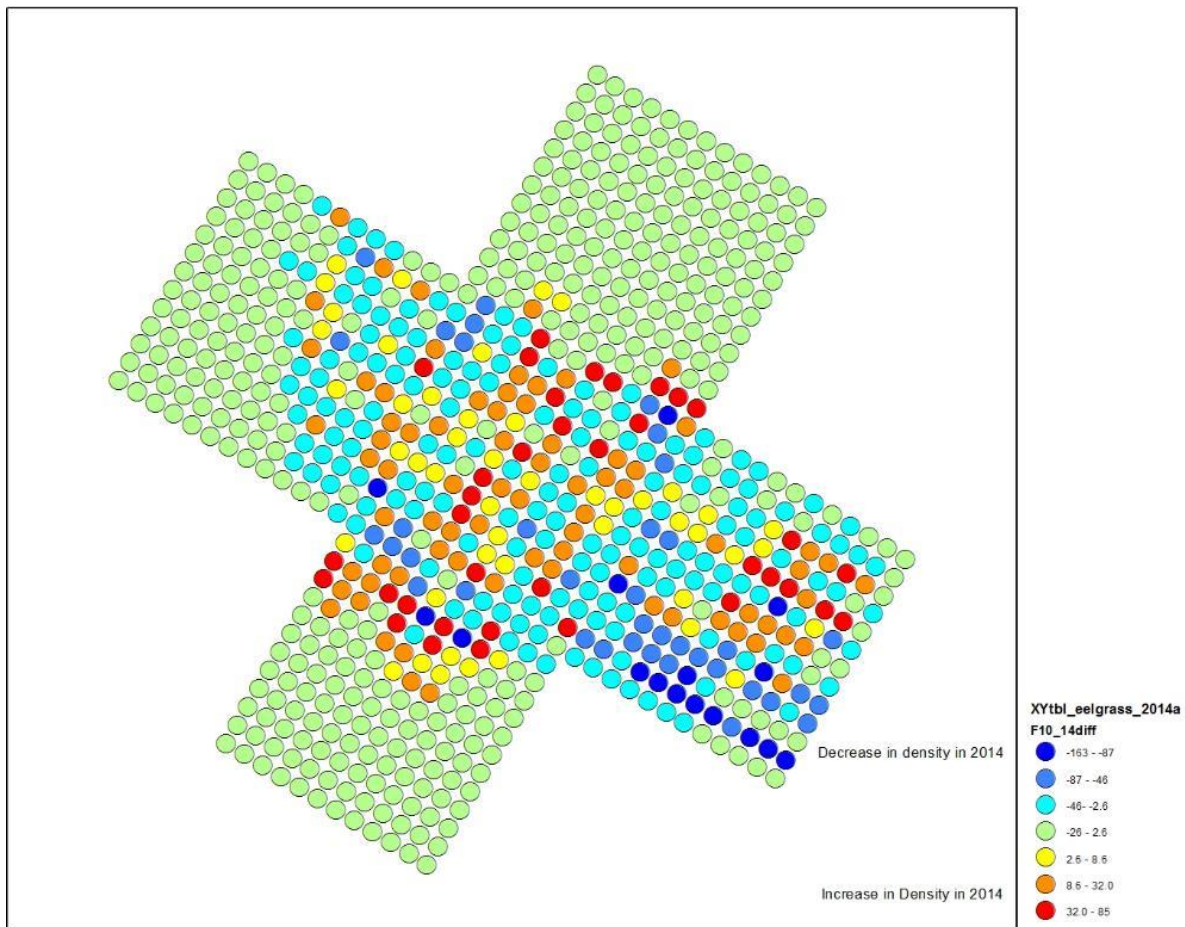 Decrease in density in 2014
Increase in Density in 2014
XYtbl_eelgrass_2014a
F10_14diff
-163 - -87
-87 - -46
-46- -2.6
-26 - 2.6
2.6 - 8.6
8.6 - 32.0
32.0 - 85